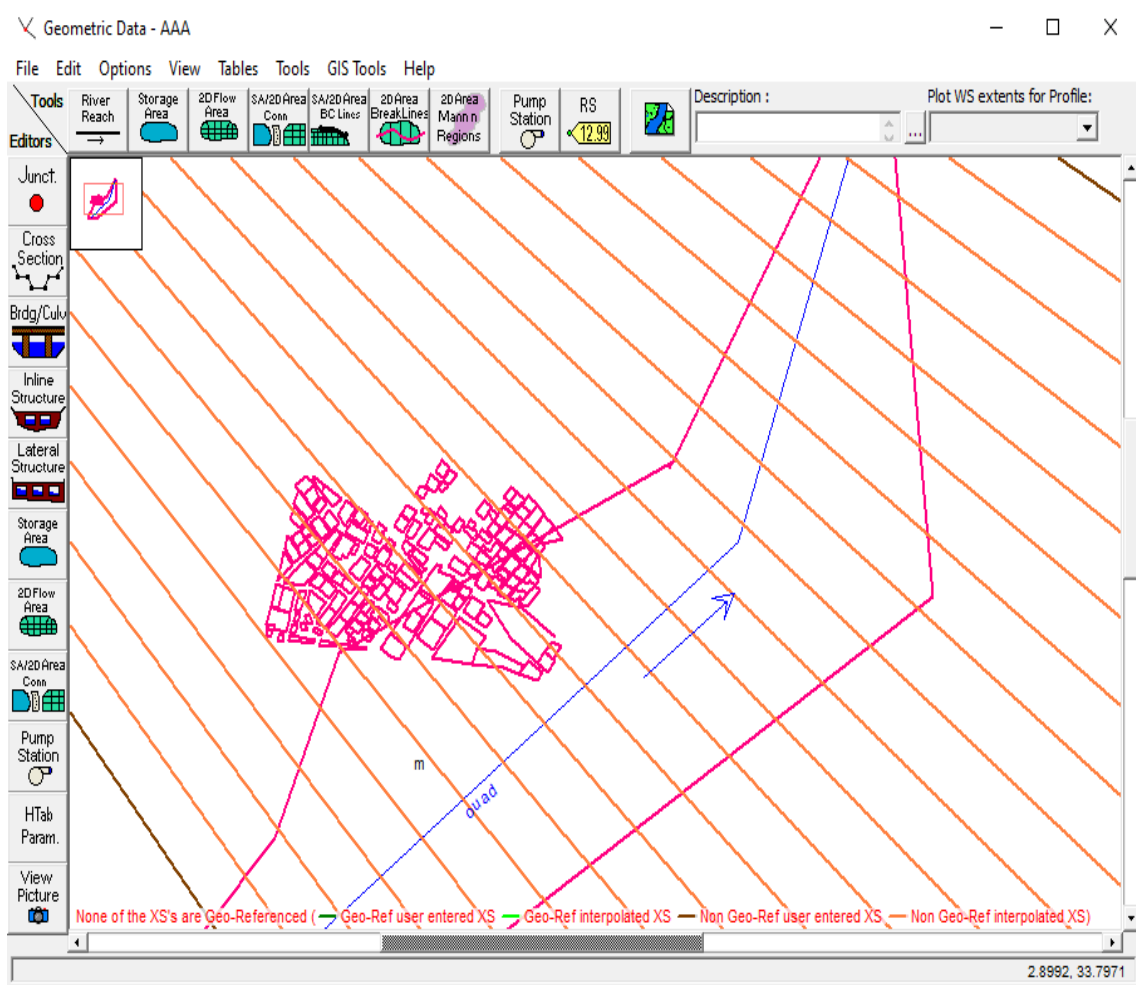 Geometric Data - AAA
File Edit Options View Tables Tools GIS Tools Help
Tools
Editors
River Reach
Storage Area
2D Flow Area
SA/2D Area Conn
SA/2D Area BC Lines
2D Area BreakLines
2D Area Mann n Regions
Pump Station
RS
12.99
Description :
...
Plot WS extents for Profile:
Junct.
Cross Section
Brdg/Culv
Inline Structure
Lateral Structure
Storage Area
2D Flow Area
SA/2D Area Conn
Pump Station
HTab Param.
View Picture
m
ouad
None of the XS's are Geo-Referenced ( Geo-Ref user entered XS Geo-Ref interpolated XS Non Geo-Ref user entered XS Non Geo-Ref interpolated XS)
2.8992, 33.7971